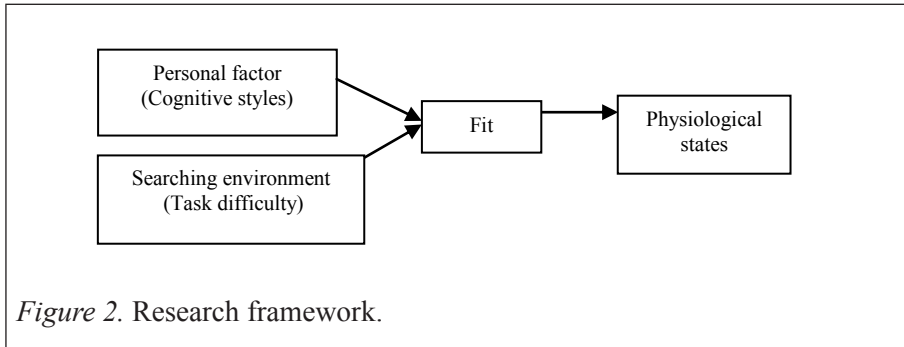 Personal factor
(Cognitive styles)
Fit
Physiological
states
Searching environment
(Task difficulty)
Figure 2. Research framework.